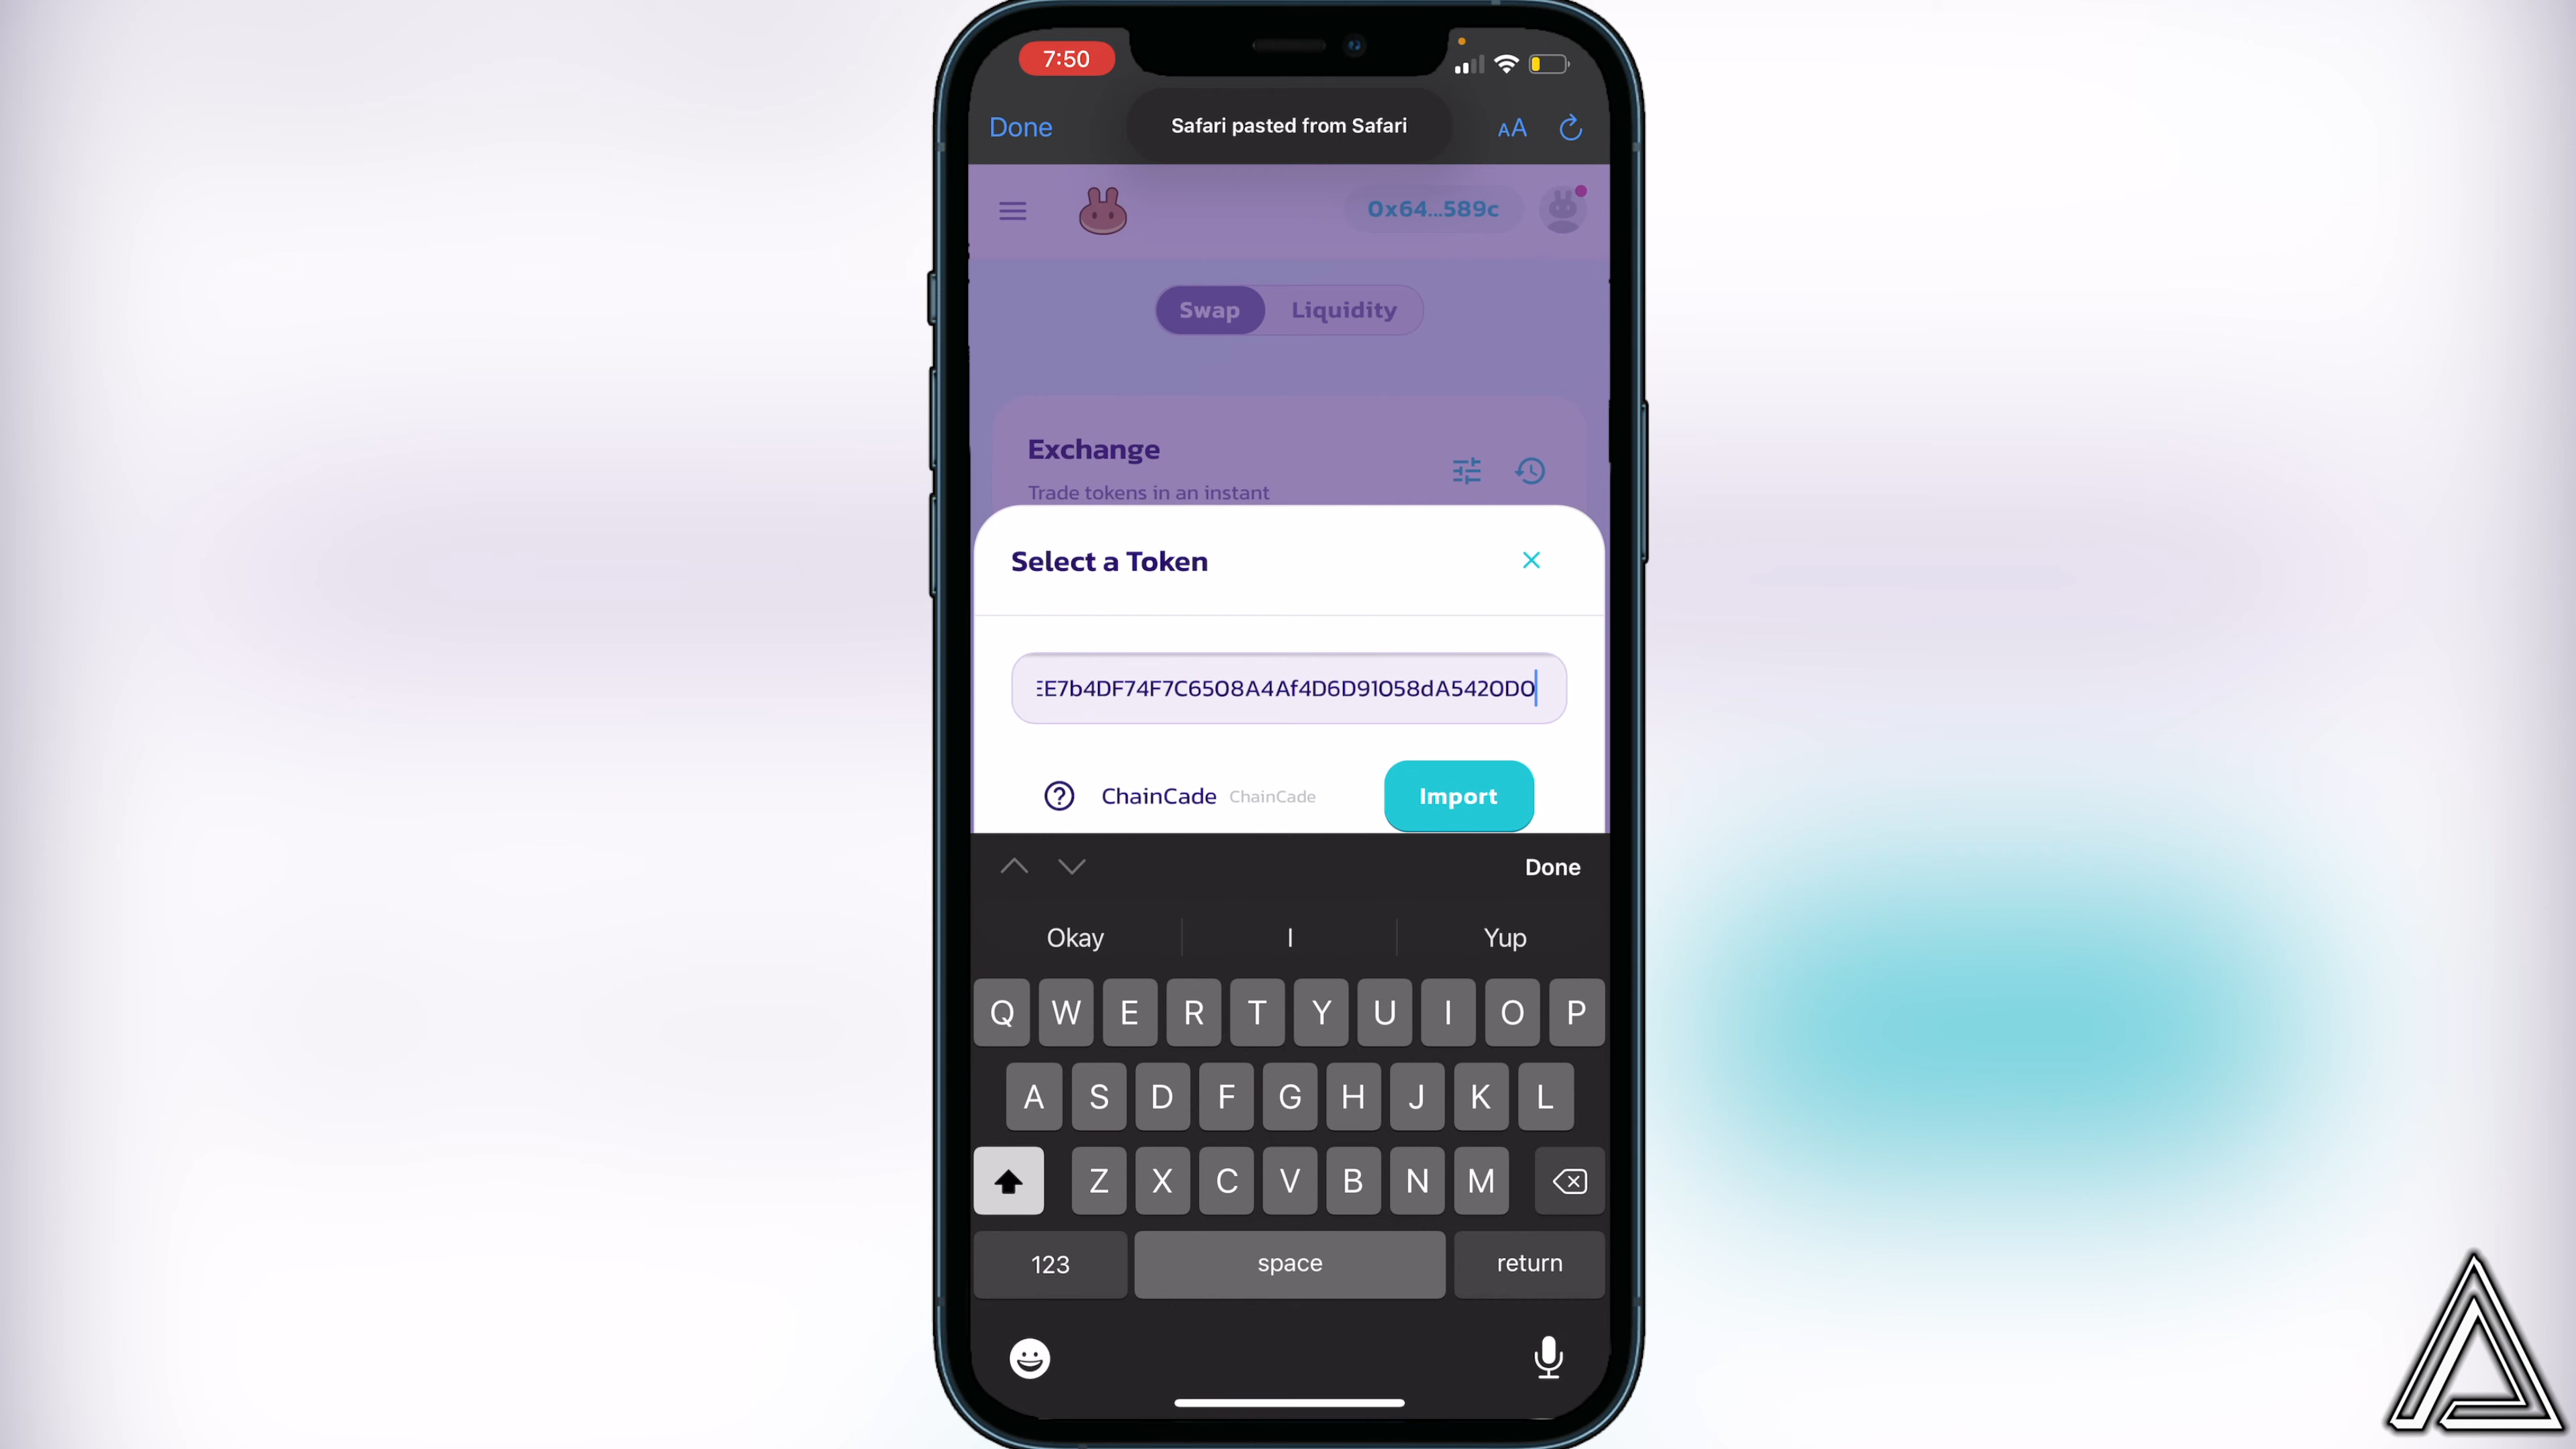 7:50
Done
Safari pasted from Safari
AA
0x64...589c
Swap
Liquidity
Exchange
Trade tokens in an instant
Select a Token
EE7b4DF74F7C6508A4Af4D6D91058dA5420D0
ChainCade ChainCade
Import
Done
Okay
I
Yup
Q W E R T Y U I O P
A S D F G H J K L
Z X C V B N M
123
space
return